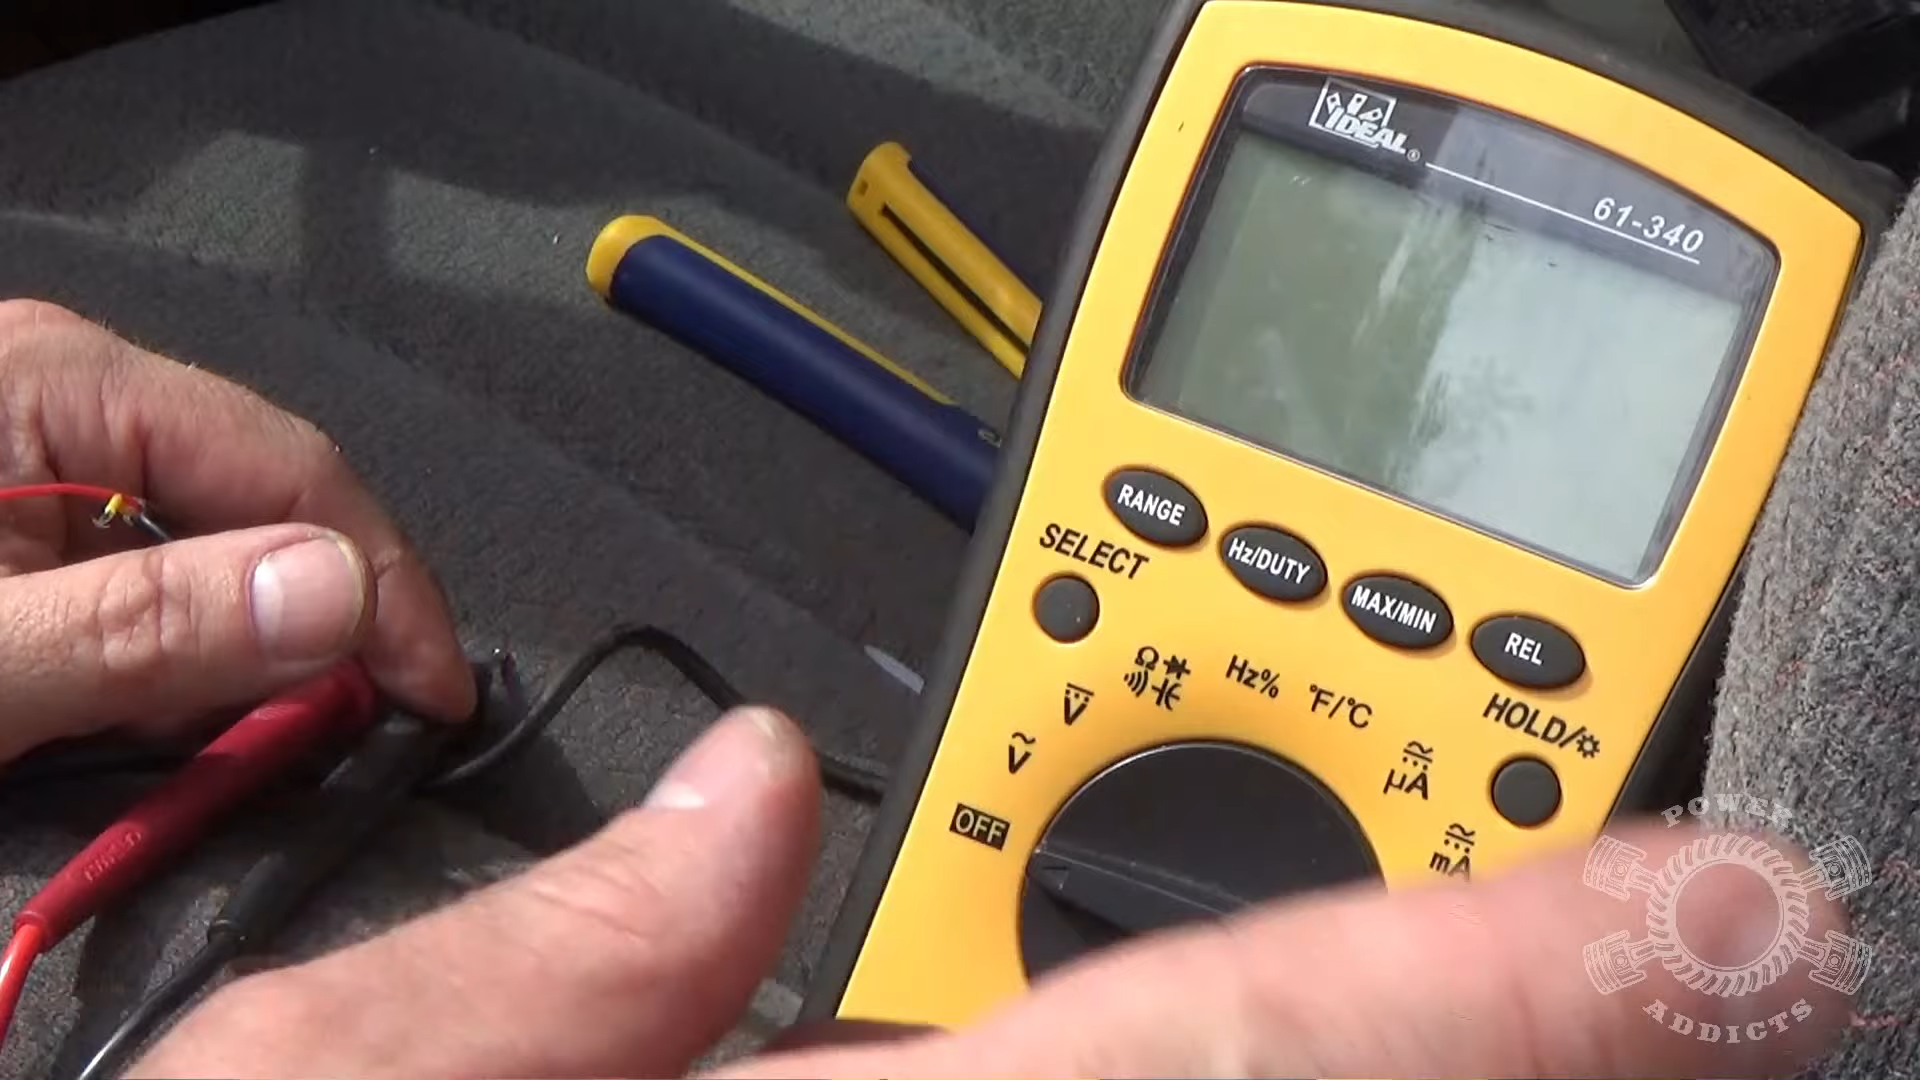 IDEAL®
61-340
RANGE
Hz/DUTY
MAX/MIN
REL
SELECT
HOLD/☼
Ω
Hz%
°F/°C
V
V
µA
mA
OFF
POWER
ADDICTS